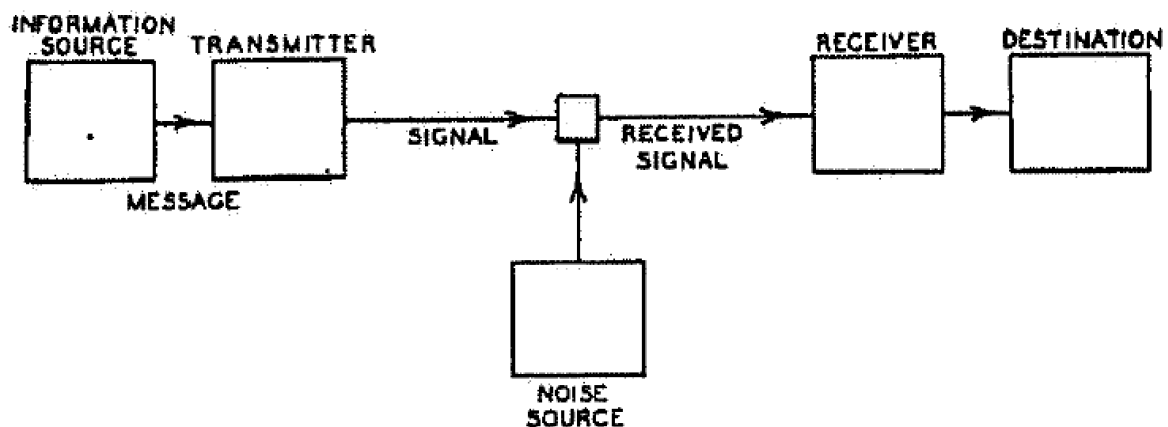 INFORMATION
SOURCE
TRANSMITTER
RECEIVER
DESTINATION
SIGNAL
RECEIVED
SIGNAL
MESSAGE
NOISE
SOURCE